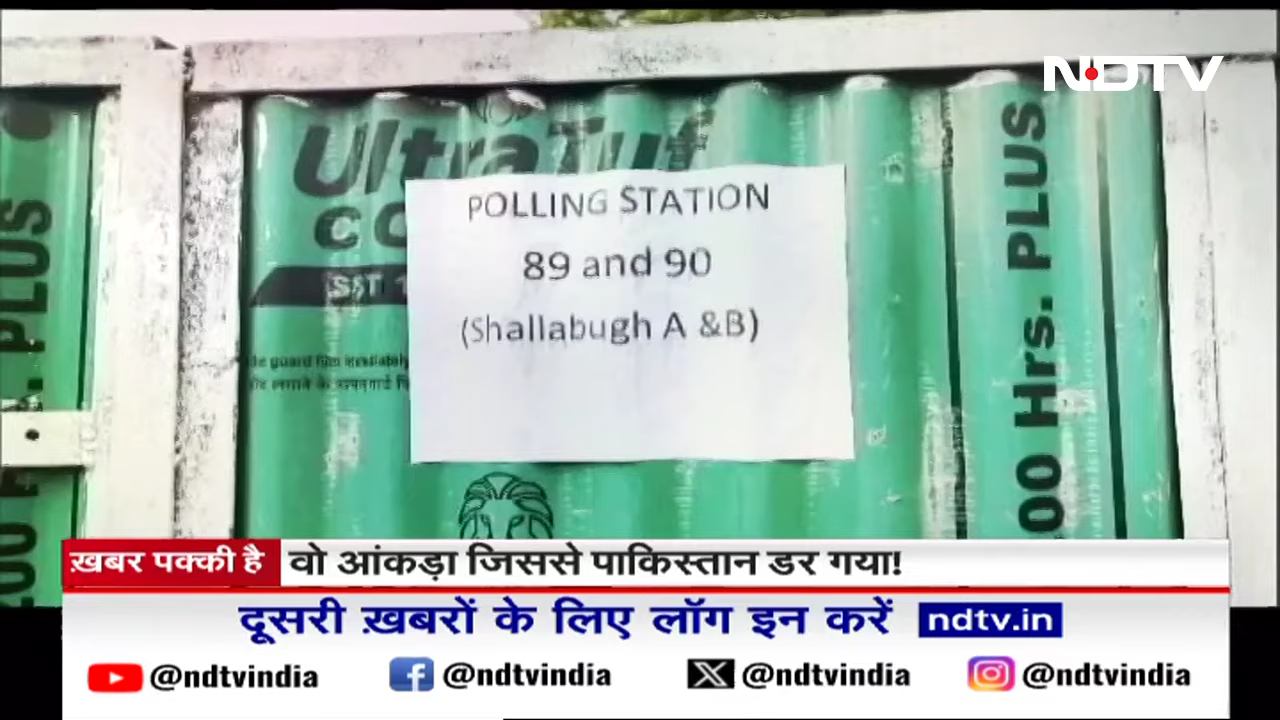 NDTV
UltraTuf
PLUS
POLLING STATION
89 and 90
(Shallabugh A &B)
00 Hrs. PLUS
ख़बर पक्की है
वो आंकड़ा जिससे पाकिस्तान डर गया!
दूसरी ख़बरों के लिए लॉग इन करें ndtv.in
@ndtvindia @ndtvindia @ndtvindia @ndtvindia